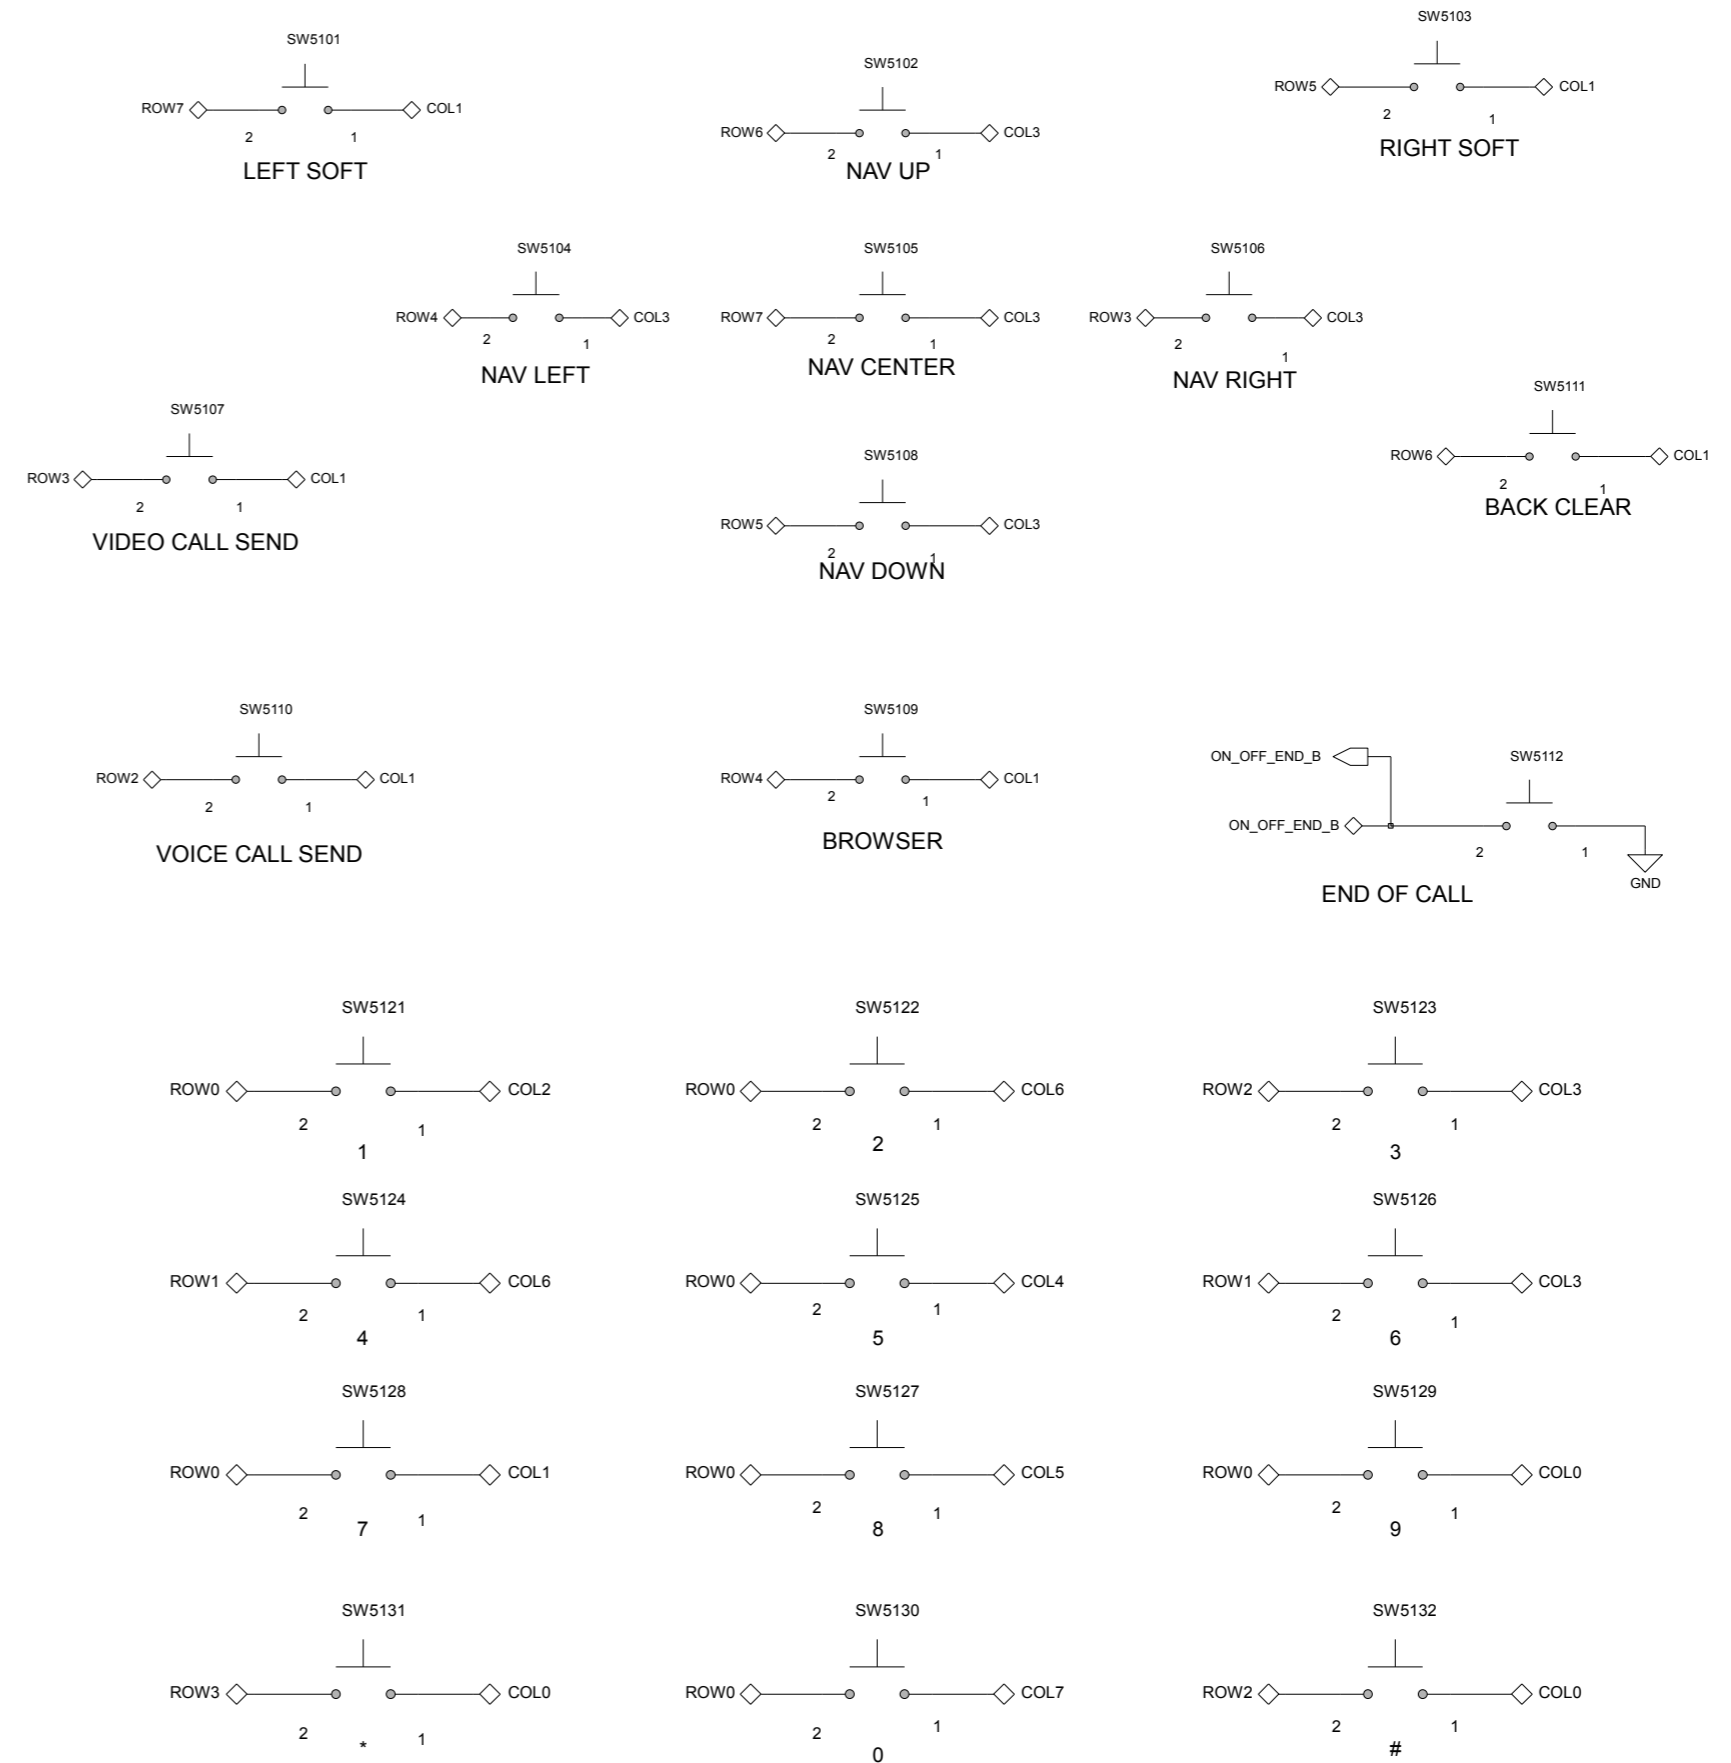 SW5103
SW5101
SW5102
ROW5 COL1
ROW7 COL1
2 1
ROW6 COL3
2 1
RIGHT SOFT
2 1
LEFT SOFT
NAV UP
SW5104 SW5105 SW5106
ROW4 COL3 ROW7 COL3 ROW3 COL3
2 1 2 1 2 1
NAV LEFT NAV CENTER NAV RIGHT
SW5111
SW5107
ROW6 COL1
SW5108
ROW3 COL1
2 1
2 1
BACK CLEAR
ROW5 COL3
VIDEO CALL SEND
2 1
NAV DOWN
SW5110 SW5109
ON_OFF_END_B SW5112
ROW2 COL1 ROW4 COL1
2 1 2 1
ON_OFF_END_B
BROWSER
2 1
VOICE CALL SEND
GND
END OF CALL
SW5121 SW5122 SW5123
ROW0 COL2 ROW0 COL6 ROW2 COL3
2 1 2 1 2 1
1 2 3
SW5124 SW5125 SW5126
ROW1 COL6 ROW0 COL4 ROW1 COL3
2 1 2 1 2 1
4 5 6
SW5128 SW5127 SW5129
ROW0 COL1 ROW0 COL5 ROW0 COL0
2 1 2 1 2 1
7 8 9
SW5131 SW5130 SW5132
ROW3 COL0 ROW0 COL7 ROW2 COL0
2 1 2 1 2 1
* 0 #